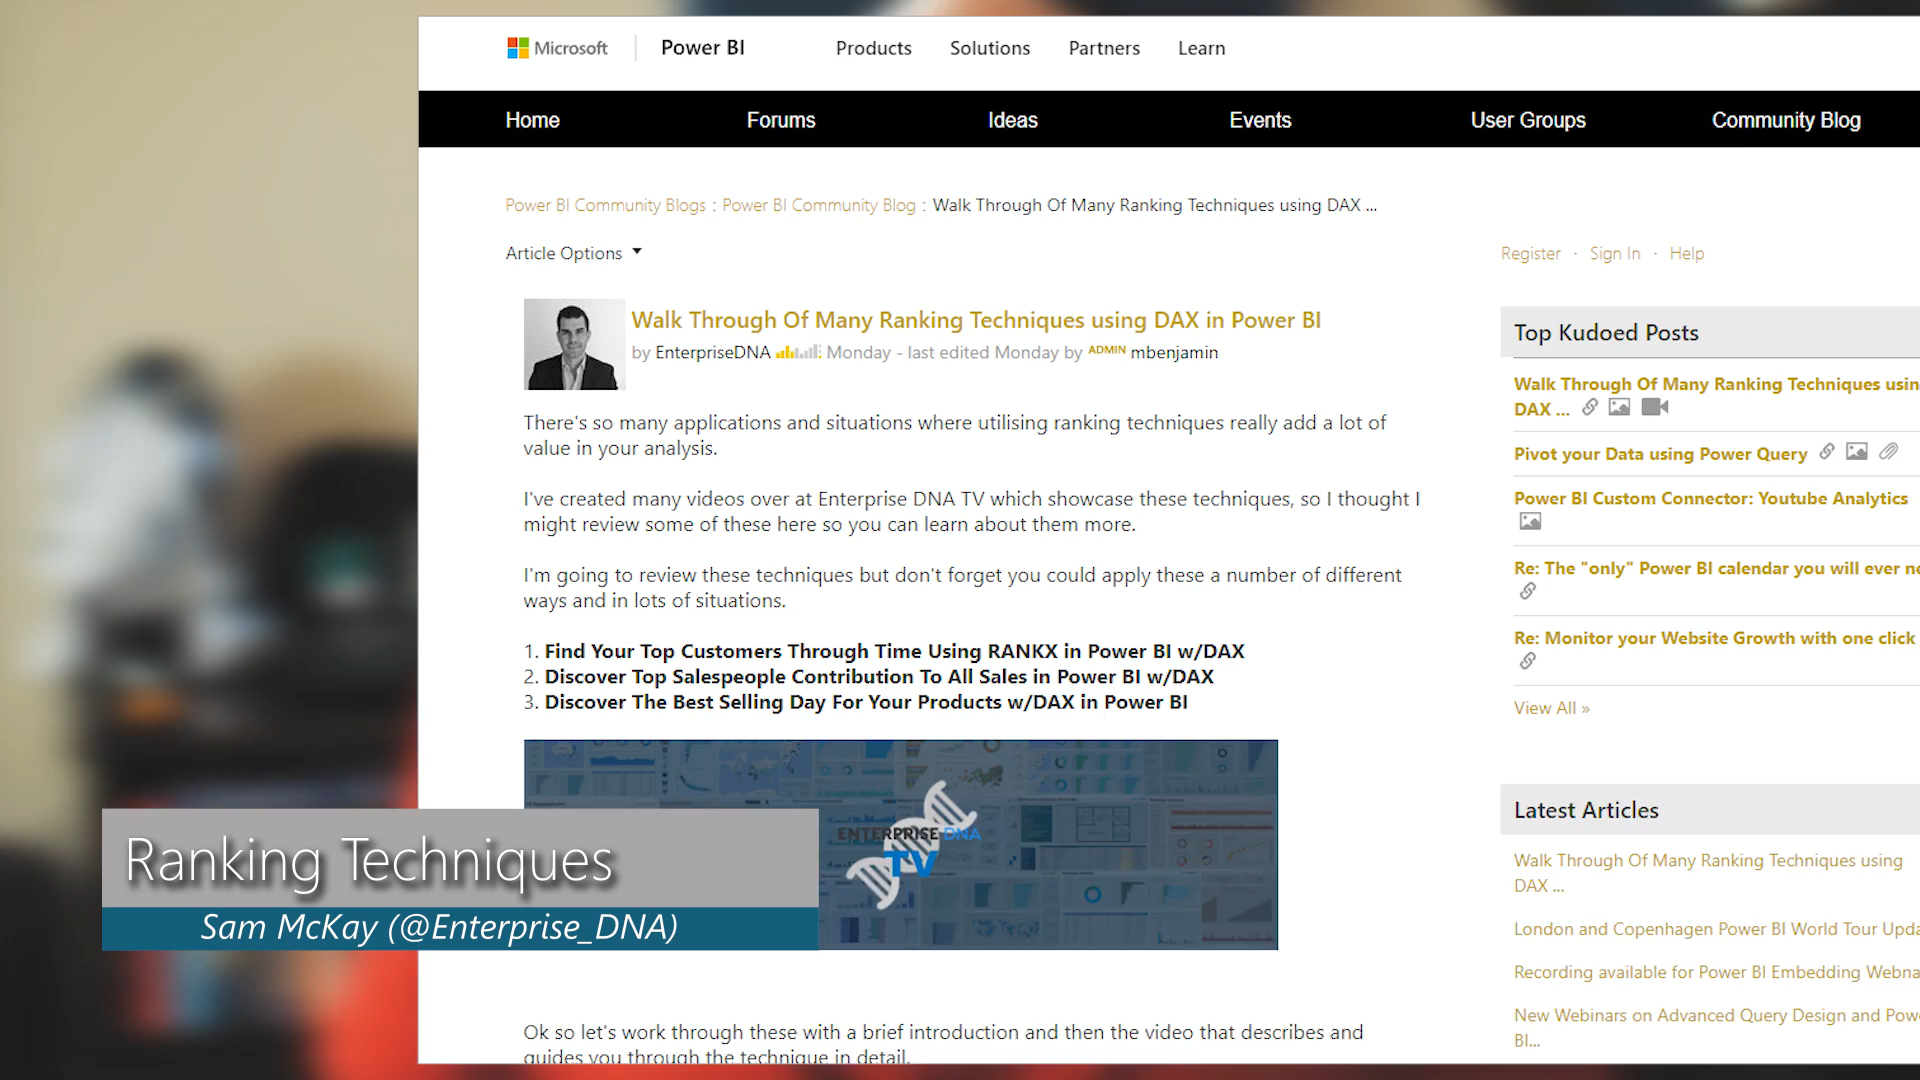 Microsoft Power BI Products Solutions Partners Learn
Home Forums Ideas Events User Groups Community Blog
Power BI Community Blogs : Power BI Community Blog : Walk Through Of Many Ranking Techniques using DAX ...
Article Options
Register · Sign In · Help
Walk Through Of Many Ranking Techniques using DAX in Power BI
by EnterpriseDNA Monday - last edited Monday by ADMIN mbenjamin
There's so many applications and situations where utilising ranking techniques really add a lot of
value in your analysis.
I've created many videos over at Enterprise DNA TV which showcase these techniques, so I thought I
might review some of these here so you can learn about them more.
I'm going to review these techniques but don't forget you could apply these a number of different
ways and in lots of situations.
1. Find Your Top Customers Through Time Using RANKX in Power BI w/DAX
2. Discover Top Salespeople Contribution To All Sales in Power BI w/DAX
3. Discover The Best Selling Day For Your Products w/DAX in Power BI
ENTERPRISE DNA
TV
Ok so let's work through these with a brief introduction and then the video that describes and
guides you through the technique in detail.
Top Kudoed Posts
Walk Through Of Many Ranking Techniques usin
DAX ...
Pivot your Data using Power Query
Power BI Custom Connector: Youtube Analytics
Re: The "only" Power BI calendar you will ever ne
Re: Monitor your Website Growth with one click
View All »
Latest Articles
Walk Through Of Many Ranking Techniques using
DAX ...
London and Copenhagen Power BI World Tour Upda
Recording available for Power BI Embedding Webna
New Webinars on Advanced Query Design and Powe
BI...
Ranking Techniques
Sam McKay (@Enterprise_DNA)